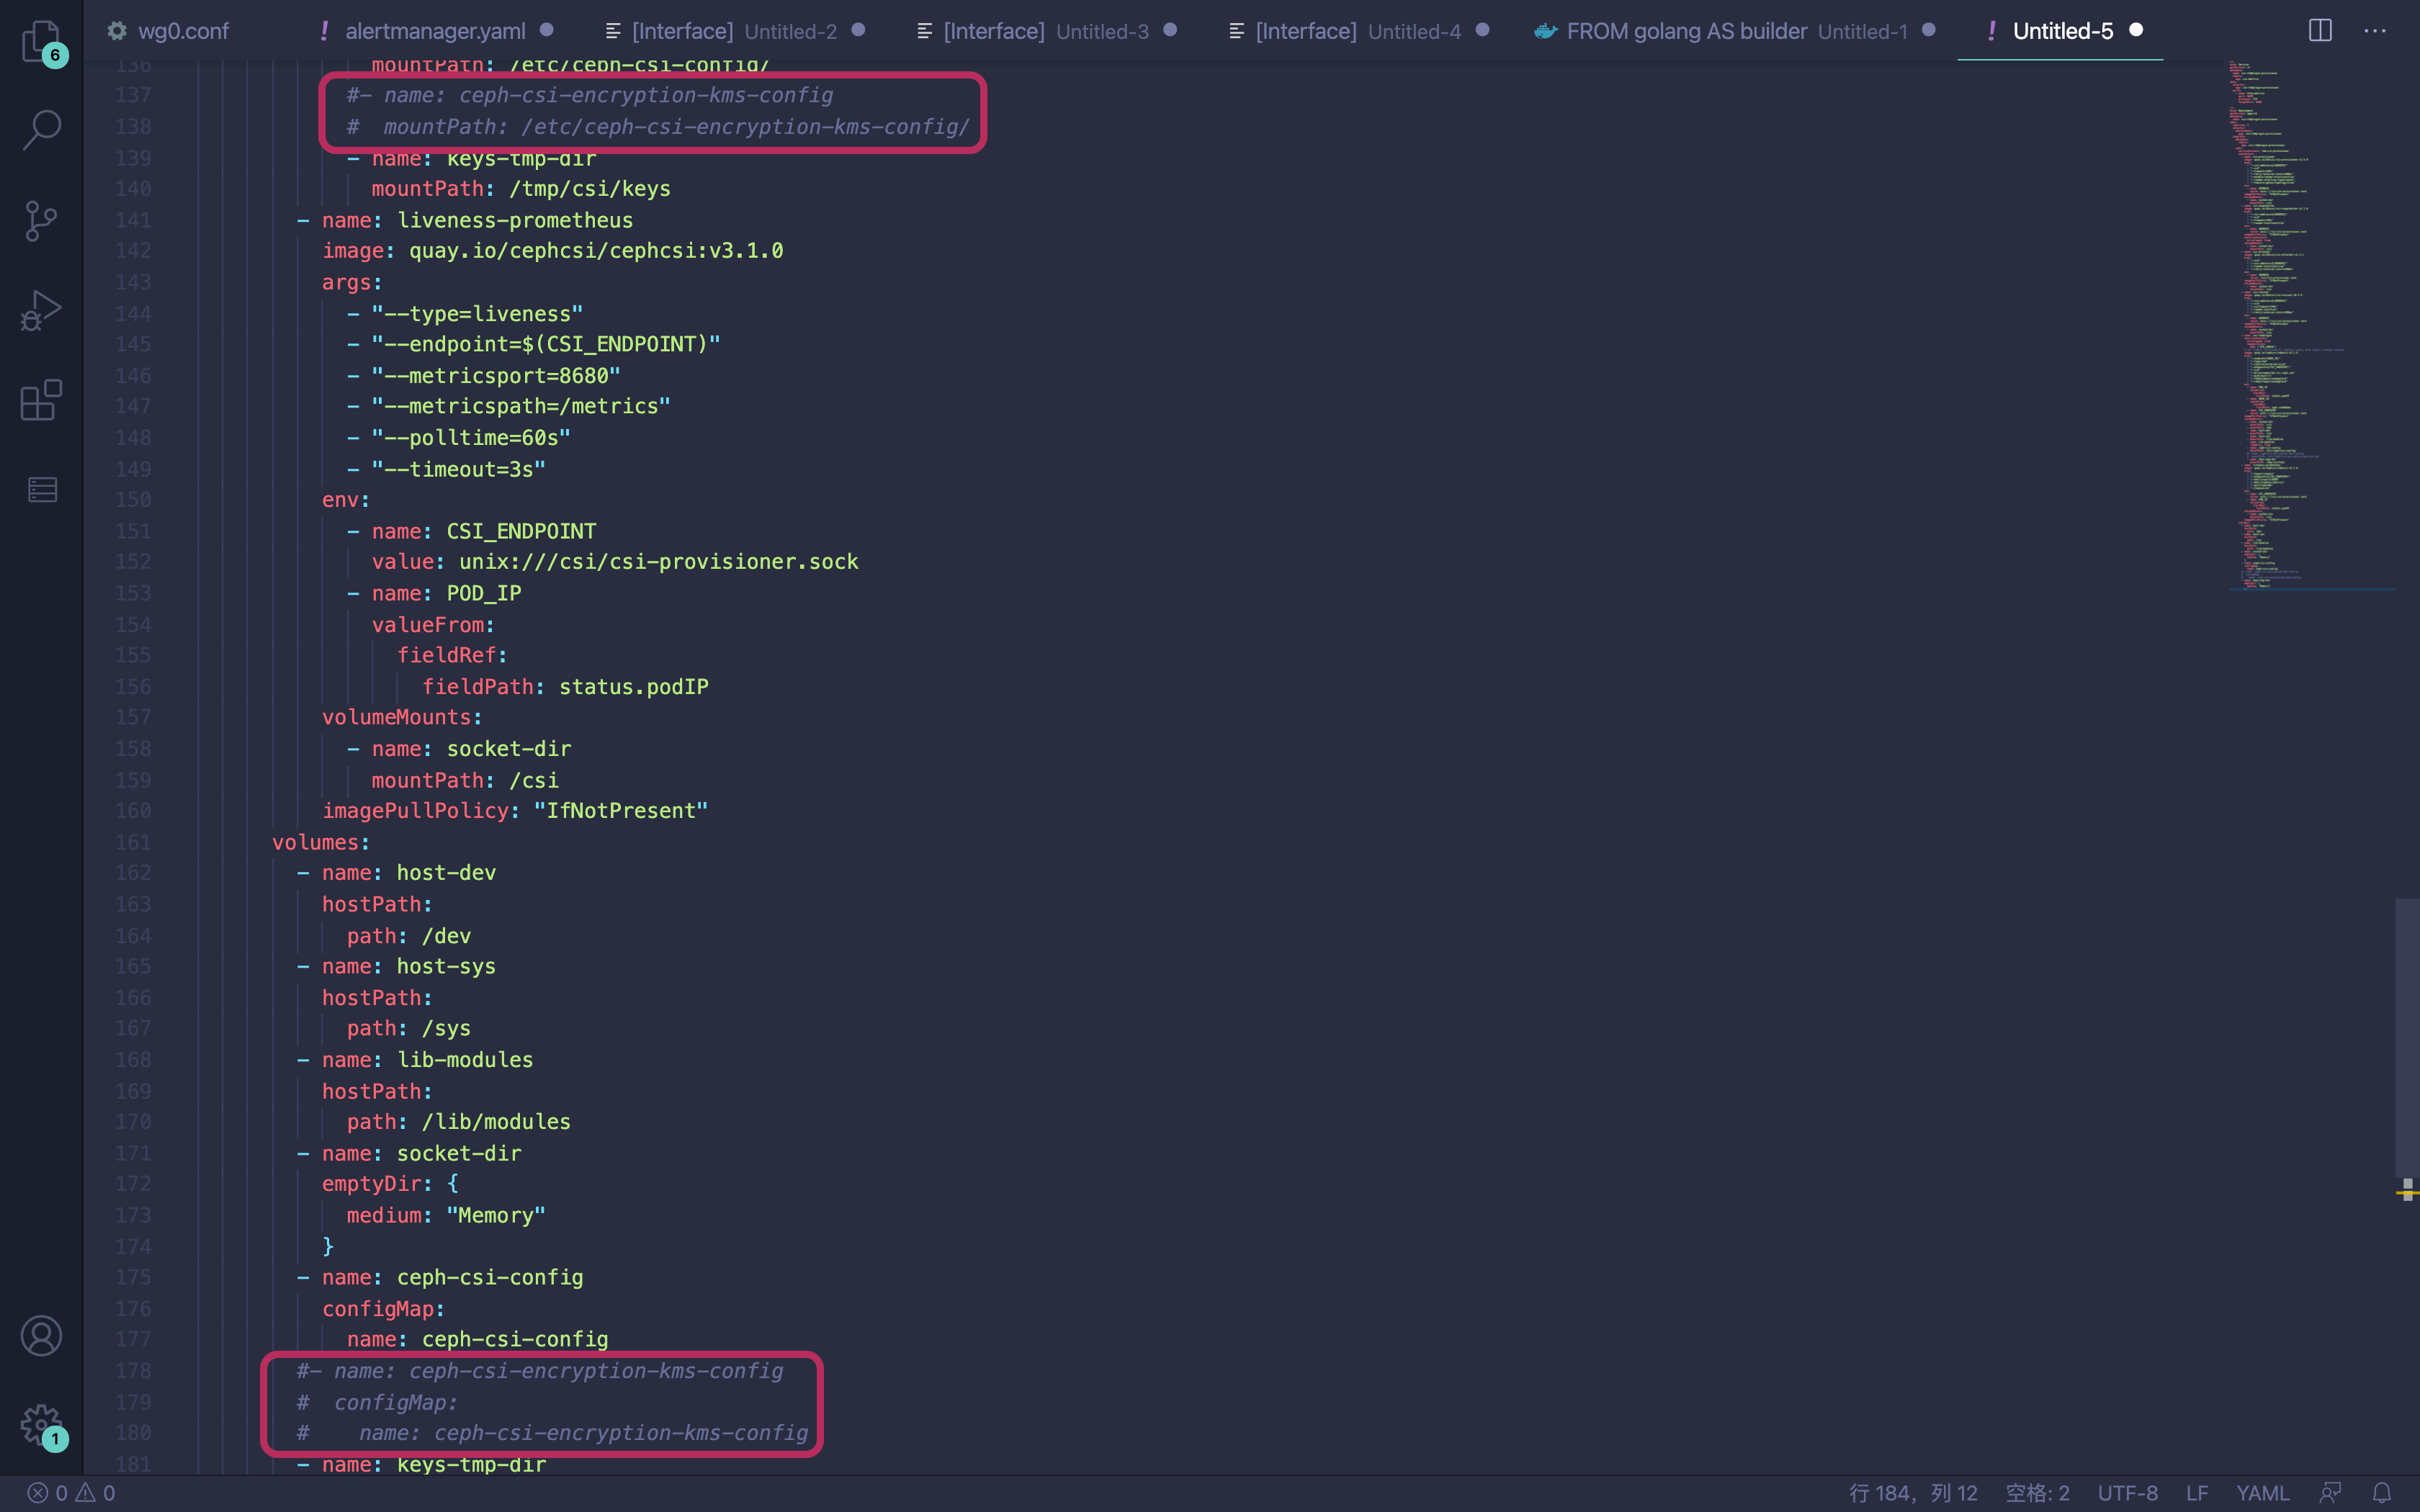 wg0.conf
alertmanager.yaml
[Interface] Untitled-2
[Interface] Untitled-3
[Interface] Untitled-4
FROM golang AS builder Untitled-1
Untitled-5
6
136 mountPath: /etc/ceph-csi-config/
137 #- name: ceph-csi-encryption-kms-config
138 #  mountPath: /etc/ceph-csi-encryption-kms-config/
139 - name: keys-tmp-dir
140 mountPath: /tmp/csi/keys
141 - name: liveness-prometheus
142 image: quay.io/cephcsi/cephcsi:v3.1.0
143 args:
144 - "--type=liveness"
145 - "--endpoint=$(CSI_ENDPOINT)"
146 - "--metricsport=8680"
147 - "--metricspath=/metrics"
148 - "--polltime=60s"
149 - "--timeout=3s"
150 env:
151 - name: CSI_ENDPOINT
152 value: unix:///csi/csi-provisioner.sock
153 - name: POD_IP
154 valueFrom:
155 fieldRef:
156 fieldPath: status.podIP
157 volumeMounts:
158 - name: socket-dir
159 mountPath: /csi
160 imagePullPolicy: "IfNotPresent"
161 volumes:
162 - name: host-dev
163 hostPath:
164 path: /dev
165 - name: host-sys
166 hostPath:
167 path: /sys
168 - name: lib-modules
169 hostPath:
170 path: /lib/modules
171 - name: socket-dir
172 emptyDir: {
173 medium: "Memory"
174 }
175 - name: ceph-csi-config
176 configMap:
177 name: ceph-csi-config
178 #- name: ceph-csi-encryption-kms-config
179 #  configMap:
180 #    name: ceph-csi-encryption-kms-config
181 - name: keys-tmp-dir
1
0 0
行 184，列 12
空格: 2
UTF-8
LF
YAML